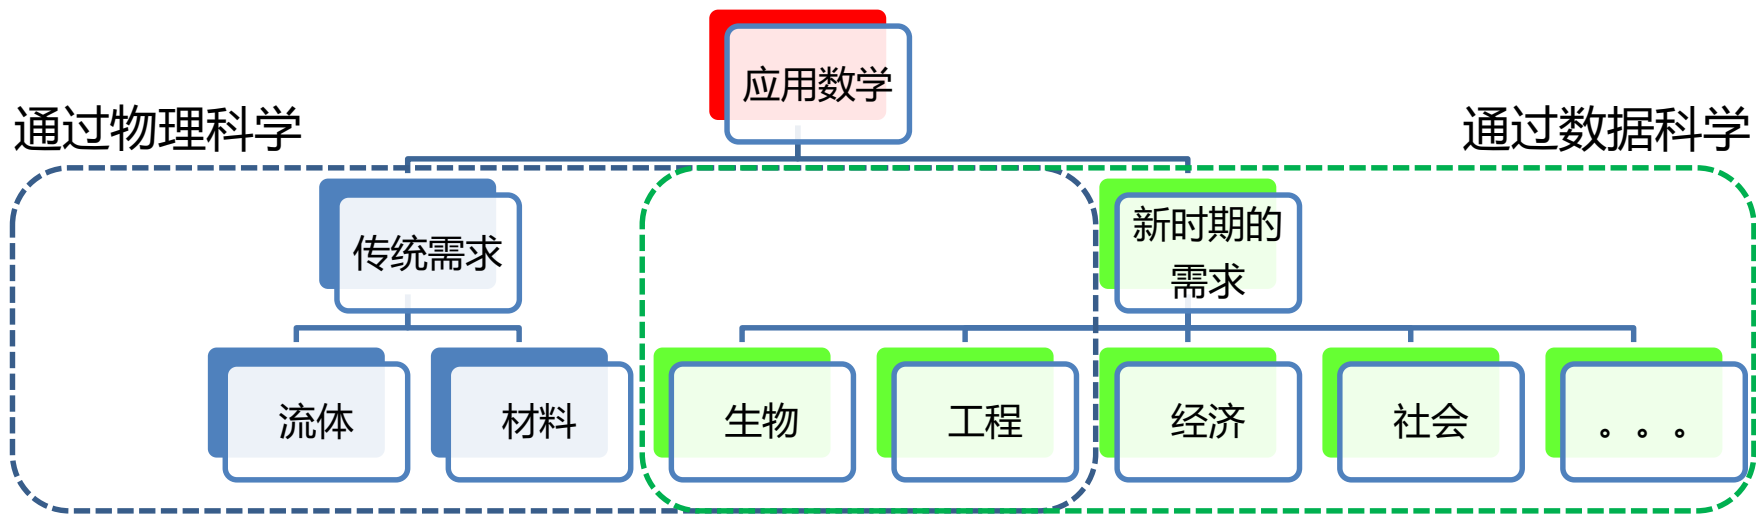 应用数学
通过物理科学
通过数据科学
传统需求
新时期的
需求
流体
材料
生物
工程
经济
社会
。。。